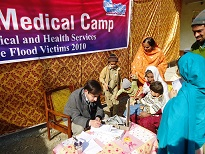 Medical Camp
ical and Health Services
e Flood Victims 2010